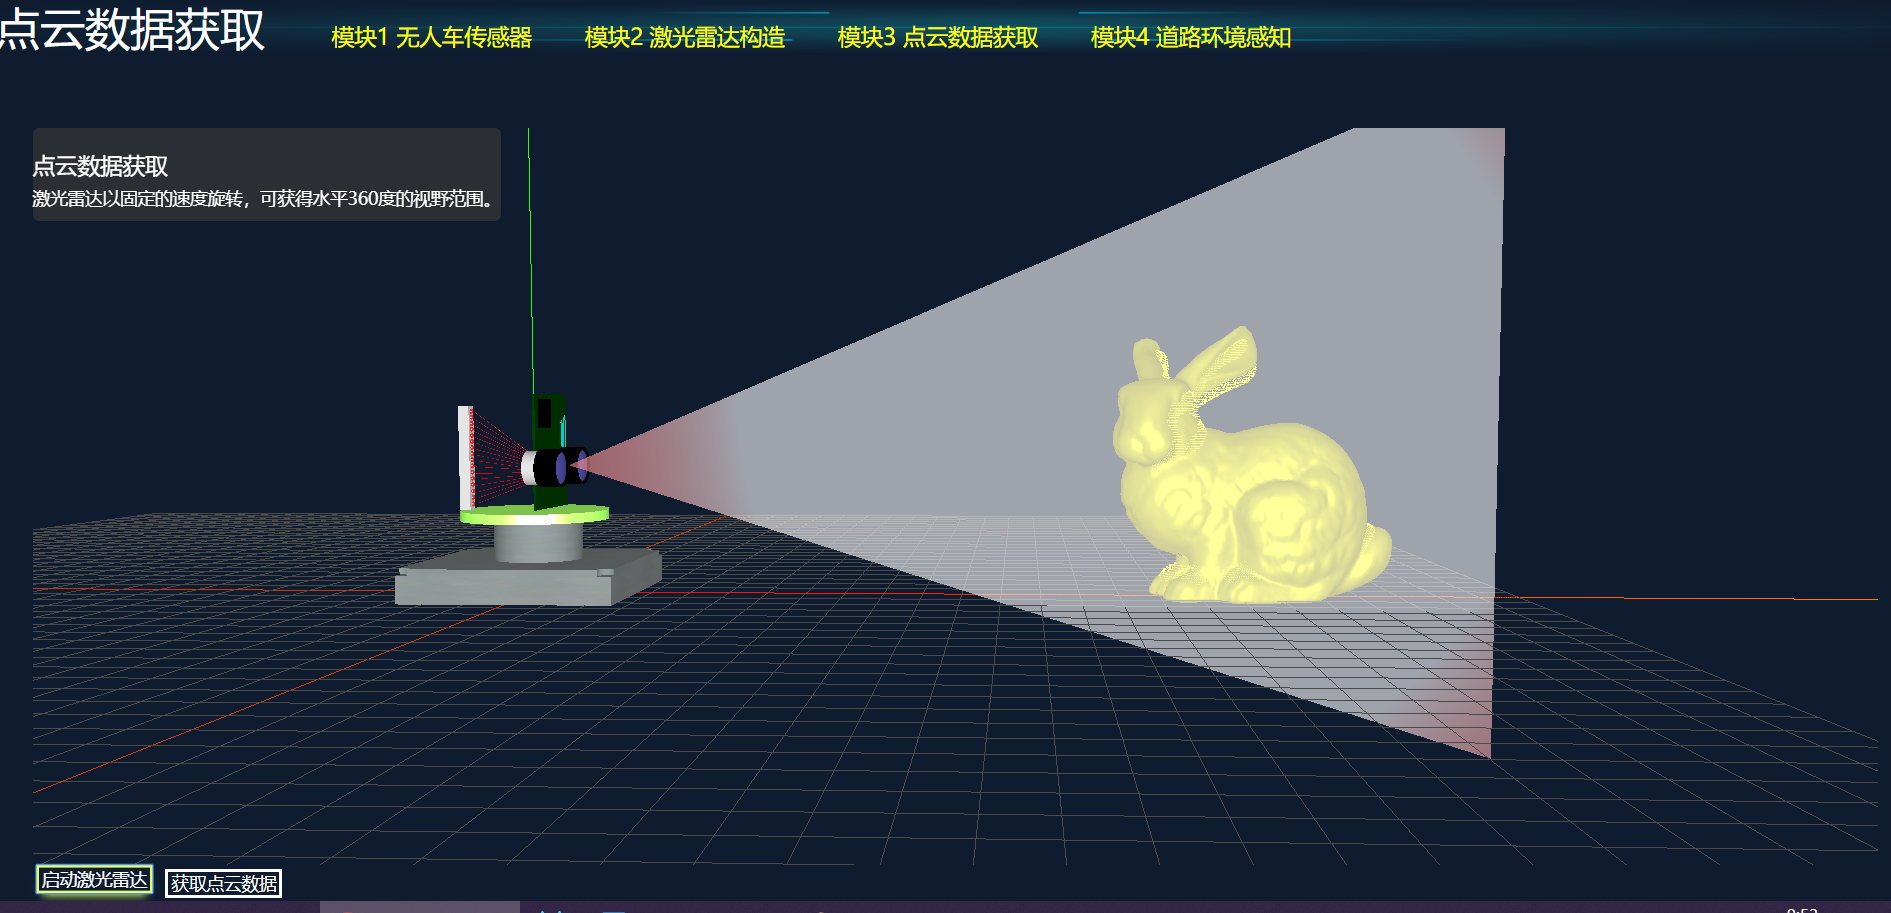 点云数据获取
模块1 无人车传感器
模块2 激光雷达构造
模块3 点云数据获取
模块4 道路环境感知
点云数据获取
激光雷达以固定的速度旋转，可获得水平360度的视野范围。
启动激光雷达
获取点云数据